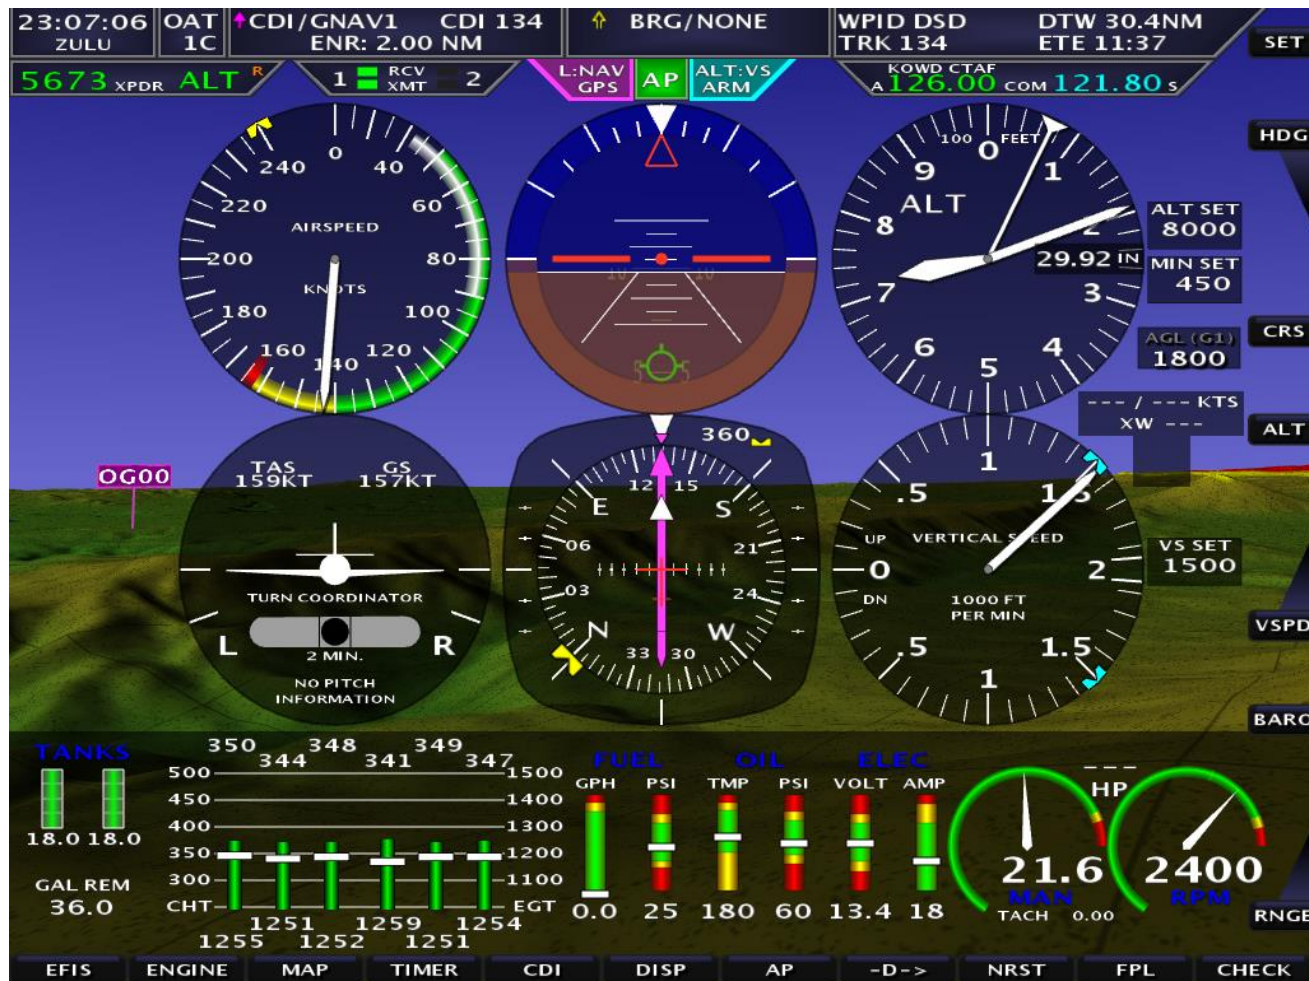 23:07:06
ZULU
OAT
1C
CDI/GNAV1 CDI 134
ENR: 2.00 NM
BRG/NONE
WPID DSD DTW 30.4NM
TRK 134 ETE 11:37
SET
5673 XPDR ALT R
1 RCV XMT 2
L:NAV
GPS
AP
ALT:VS
ARM
KOWD CTAF
A 126.00 COM 121.80 S
HDG
0
40
60
80
100
120
140
160
180
200
220
240
AIRSPEED
KNOTS
10 10
5 5
100 FEET
0
1
2
3
4
5
6
7
8
9
ALT
29.92 IN
ALT SET
8000
MIN SET
450
CRS
AGL (G1)
1800
--- / --- KTS
XW ---
ALT
OG00
TAS
159KT
GS
157KT
TURN COORDINATOR
L R
2 MIN.
NO PITCH
INFORMATION
360
12 15
E S
06 21
03 24
N W
33 30
1
.5 1.5
UP VERTICAL SPEED
0 2
DN
1000 FT
PER MIN
.5 1.5
1
VS SET
1500
VSPD
BARO
TANKS
18.0 18.0
GAL REM
36.0
350 348 349
344 341 347
500 1500
450 1400
400 1300
350 1200
300 1100
CHT EGT
1251 1259 1254
1255 1252 1251
FUEL OIL ELEC
GPH PSI TMP PSI VOLT AMP
0.0 25 180 60 13.4 18
---
HP
21.6 2400
MAN RPM
TACH 0.00
RNGE
EFIS ENGINE MAP TIMER CDI DISP AP -D-> NRST FPL CHECK